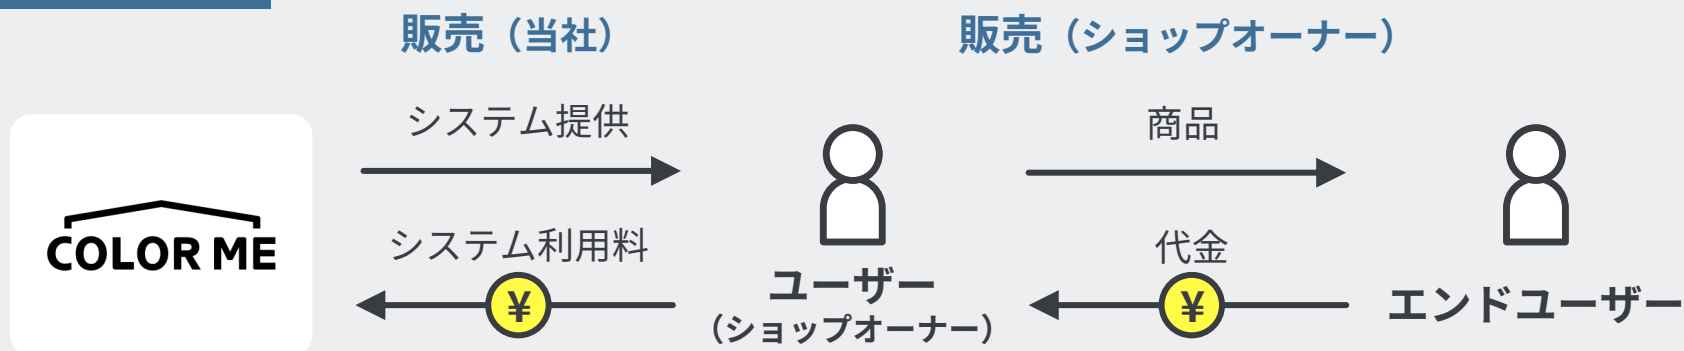 販売（当社）
販売（ショップオーナー）
システム提供
商品
COLOR ME
システム利用料
¥
ユーザー
（ショップオーナー）
代金
¥
エンドユーザー